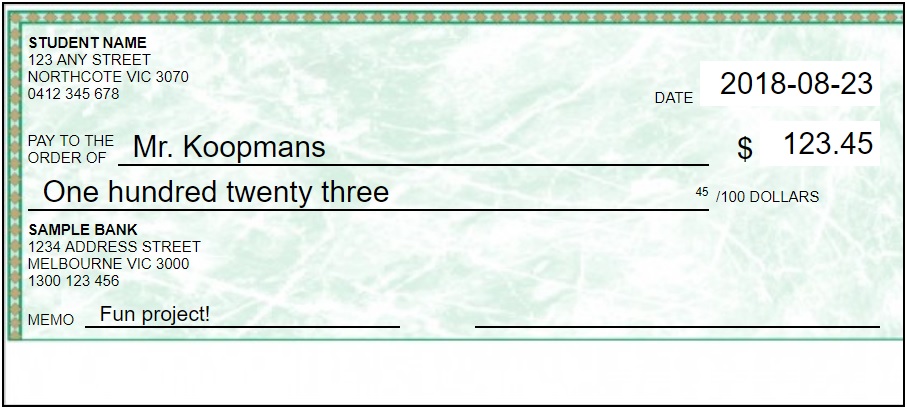 STUDENT NAME
123 ANY STREET
NORTHCOTE VIC 3070
0412 345 678
DATE 2018-08-23
PAY TO THE
ORDER OF Mr. Koopmans $ 123.45
One hundred twenty three 45 /100 DOLLARS
SAMPLE BANK
1234 ADDRESS STREET
MELBOURNE VIC 3000
1300 123 456
MEMO Fun project!